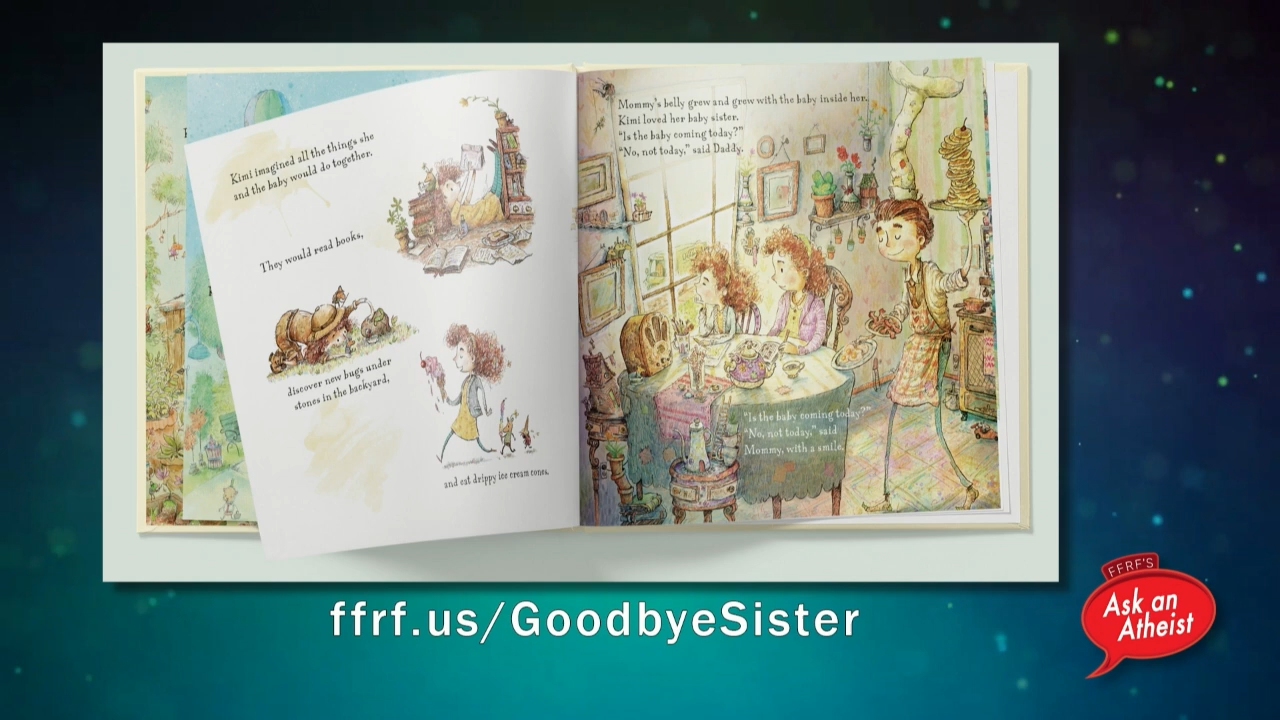 Kimi imagined all the things she
and the baby would do together.
They would read books,
discover new bugs under
stones in the backyard,
and eat drippy ice cream cones.
Mommy's belly grew and grew with the baby inside her.
Kimi loved her baby sister.
"Is the baby coming today?"
"No, not today," said Daddy.
"Is the baby coming today?"
"No, not today," said
Mommy, with a smile.
ffrf.us/GoodbyeSister
FFRF'S
Ask an
Atheist